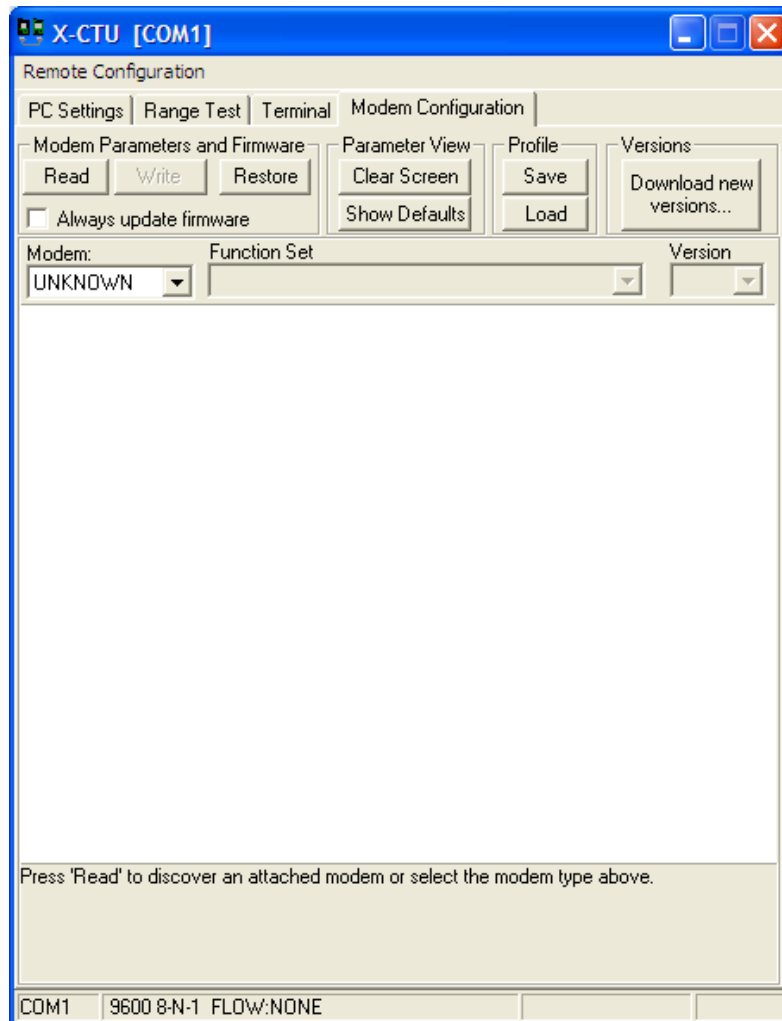 X-CTU [COM1]
Remote Configuration
PC Settings Range Test Terminal Modem Configuration
Modem Parameters and Firmware Parameter View Profile Versions
Read Write Restore Clear Screen Save Download new versions...
Always update firmware Show Defaults Load
Modem: Function Set Version
UNKNOWN
Press 'Read' to discover an attached modem or select the modem type above.
COM1 9600 8-N-1 FLOW:NONE